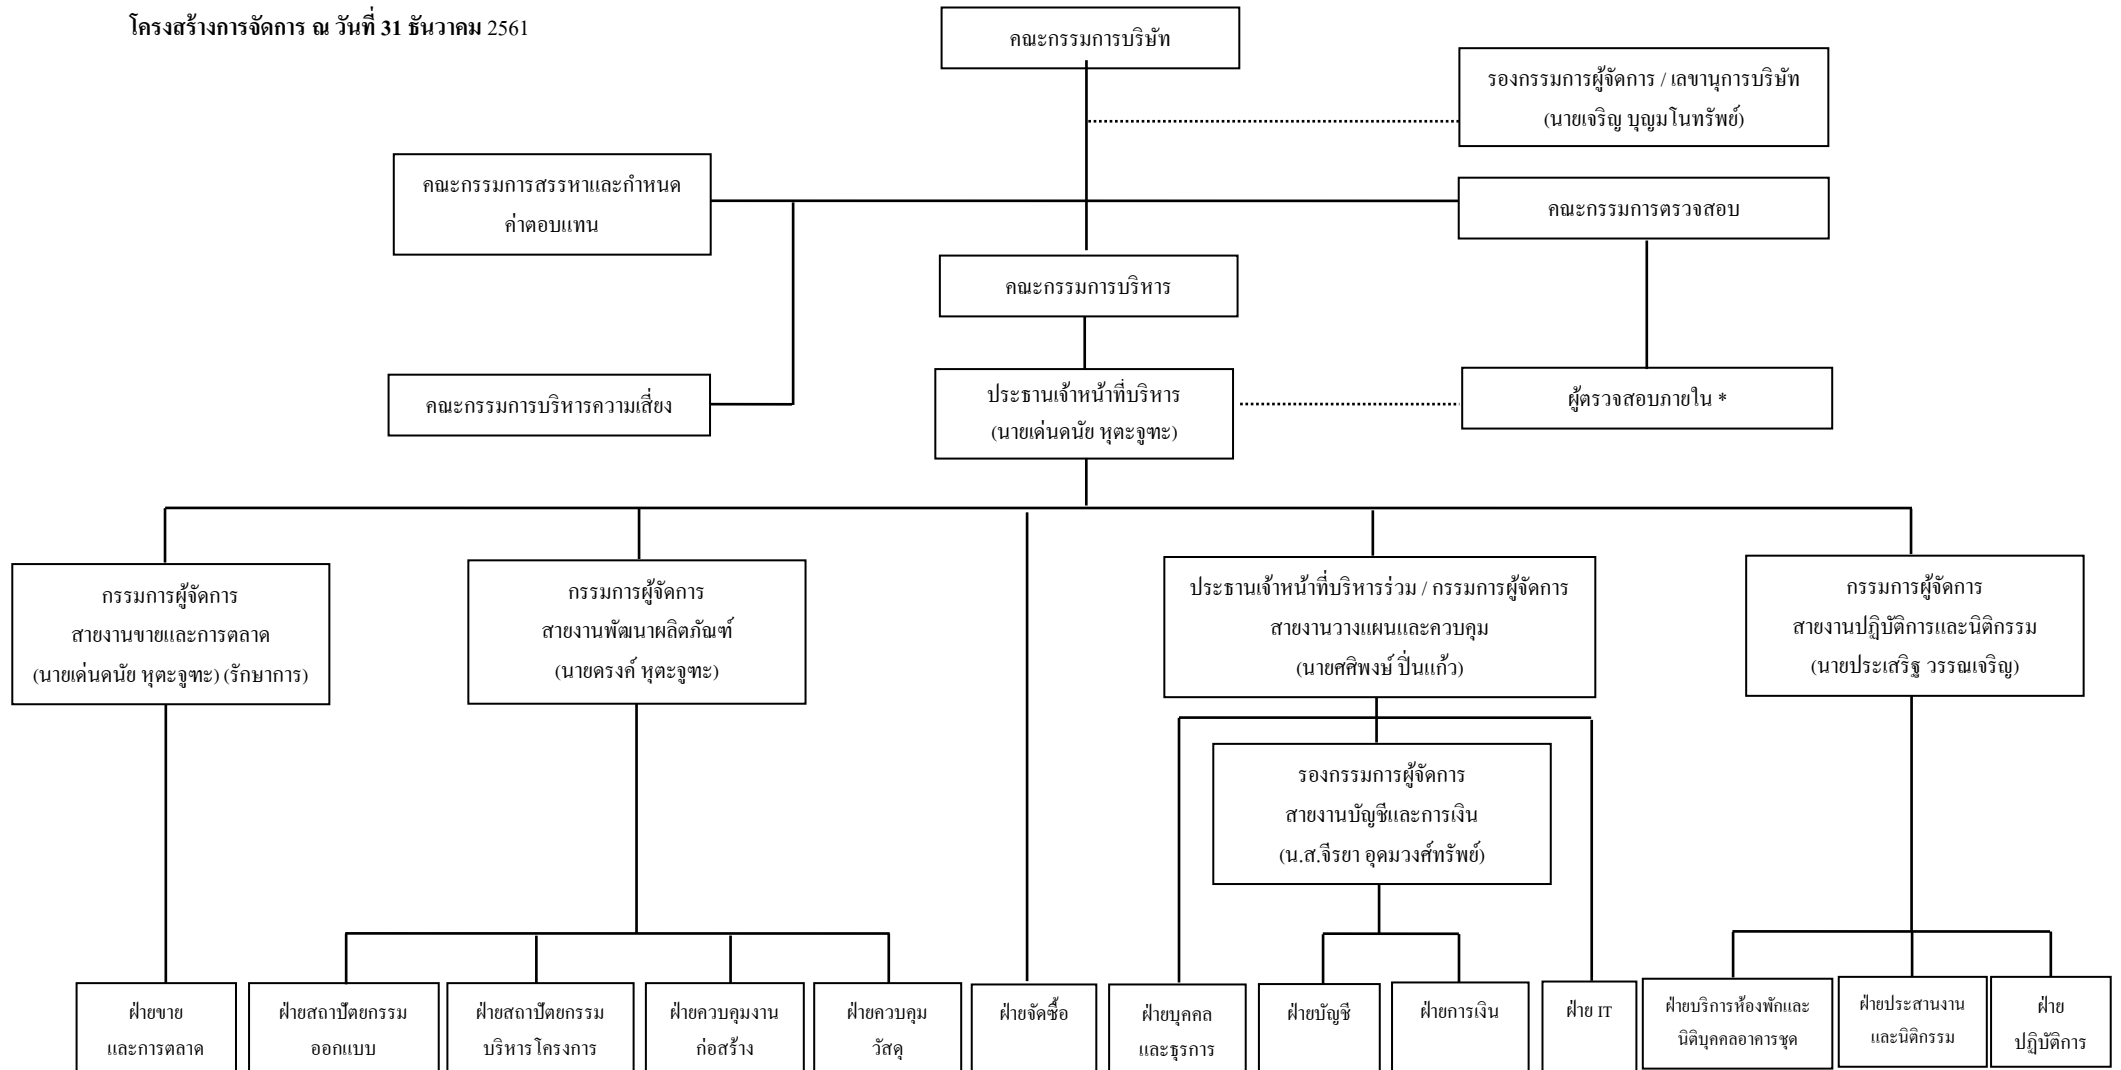 โครงสร้างการจัดการ ณ วันที่ 31 ธันวาคม 2561
คณะกรรมการบริษัท
รองกรรมการผู้จัดการ / เลขานุการบริษัท
(นายเจริญ บุญมโนทรัพย์)
คณะกรรมการสรรหาและกำหนด
ค่าตอบแทน
คณะกรรมการตรวจสอบ
คณะกรรมการบริหาร
คณะกรรมการบริหารความเสี่ยง
ประธานเจ้าหน้าที่บริหาร
(นายเด่นดนัย หุตะจูฑะ)
ผู้ตรวจสอบภายใน *
กรรมการผู้จัดการ
สายงานขายและการตลาด
(นายเด่นดนัย หุตะจูฑะ) (รักษาการ)
กรรมการผู้จัดการ
สายงานพัฒนาผลิตภัณฑ์
(นายดรงค์ หุตะจูฑะ)
ประธานเจ้าหน้าที่บริหารร่วม / กรรมการผู้จัดการ
สายงานวางแผนและควบคุม
(นายศศิพงษ์ ปิ่นแก้ว)
กรรมการผู้จัดการ
สายงานปฏิบัติการและนิติกรรม
(นายประเสริฐ วรรณเจริญ)
รองกรรมการผู้จัดการ
สายงานบัญชีและการเงิน
(น.ส.จีรยา อุดมวงศ์ทรัพย์)
ฝ่ายขาย
และการตลาด
ฝ่ายสถาปัตยกรรม
ออกแบบ
ฝ่ายสถาปัตยกรรม
บริหารโครงการ
ฝ่ายควบคุมงาน
ก่อสร้าง
ฝ่ายควบคุม
วัสดุ
ฝ่ายจัดซื้อ
ฝ่ายบุคคล
และธุรการ
ฝ่ายบัญชี
ฝ่ายการเงิน
ฝ่าย IT
ฝ่ายบริการห้องพักและ
นิติบุคคลอาคารชุด
ฝ่ายประสานงาน
และนิติกรรม
ฝ่าย
ปฏิบัติการ